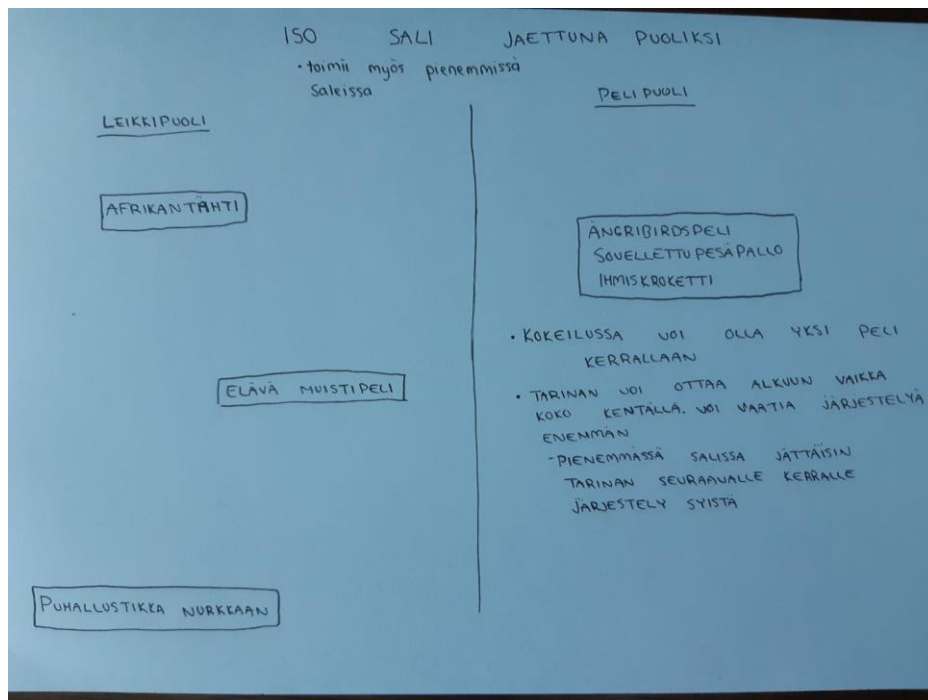 ISO SALI JAETTUNA PUOLIKSI
• toimii myös pienemmissä
saleissa
LEIKKIPUOLI
AFRIKANTÄHTI
ELÄVÄ MUISTIPELI
PUHALLUSTIKKA NURKKAAN
PELIPUOLI
ÄNGRIBIRDSPELI
SOVELLETTU PESÄPALLO
IHMISKROKETTI
• KOKEILUSSA VOI OLLA YKSI PELI
KERRALLAAN
• TARINAN VOI OTTAA ALKUUN VAIKKA
KOKO KENTÄLLÄ. VOI VAATIA JÄRJESTELYÄ
ENEMMÄN
- PIENEMMÄSSÄ SALISSA JÄTTÄISIN
TARINAN SEURAAVALLE KERRALLE
JÄRJESTELY SYISTÄ